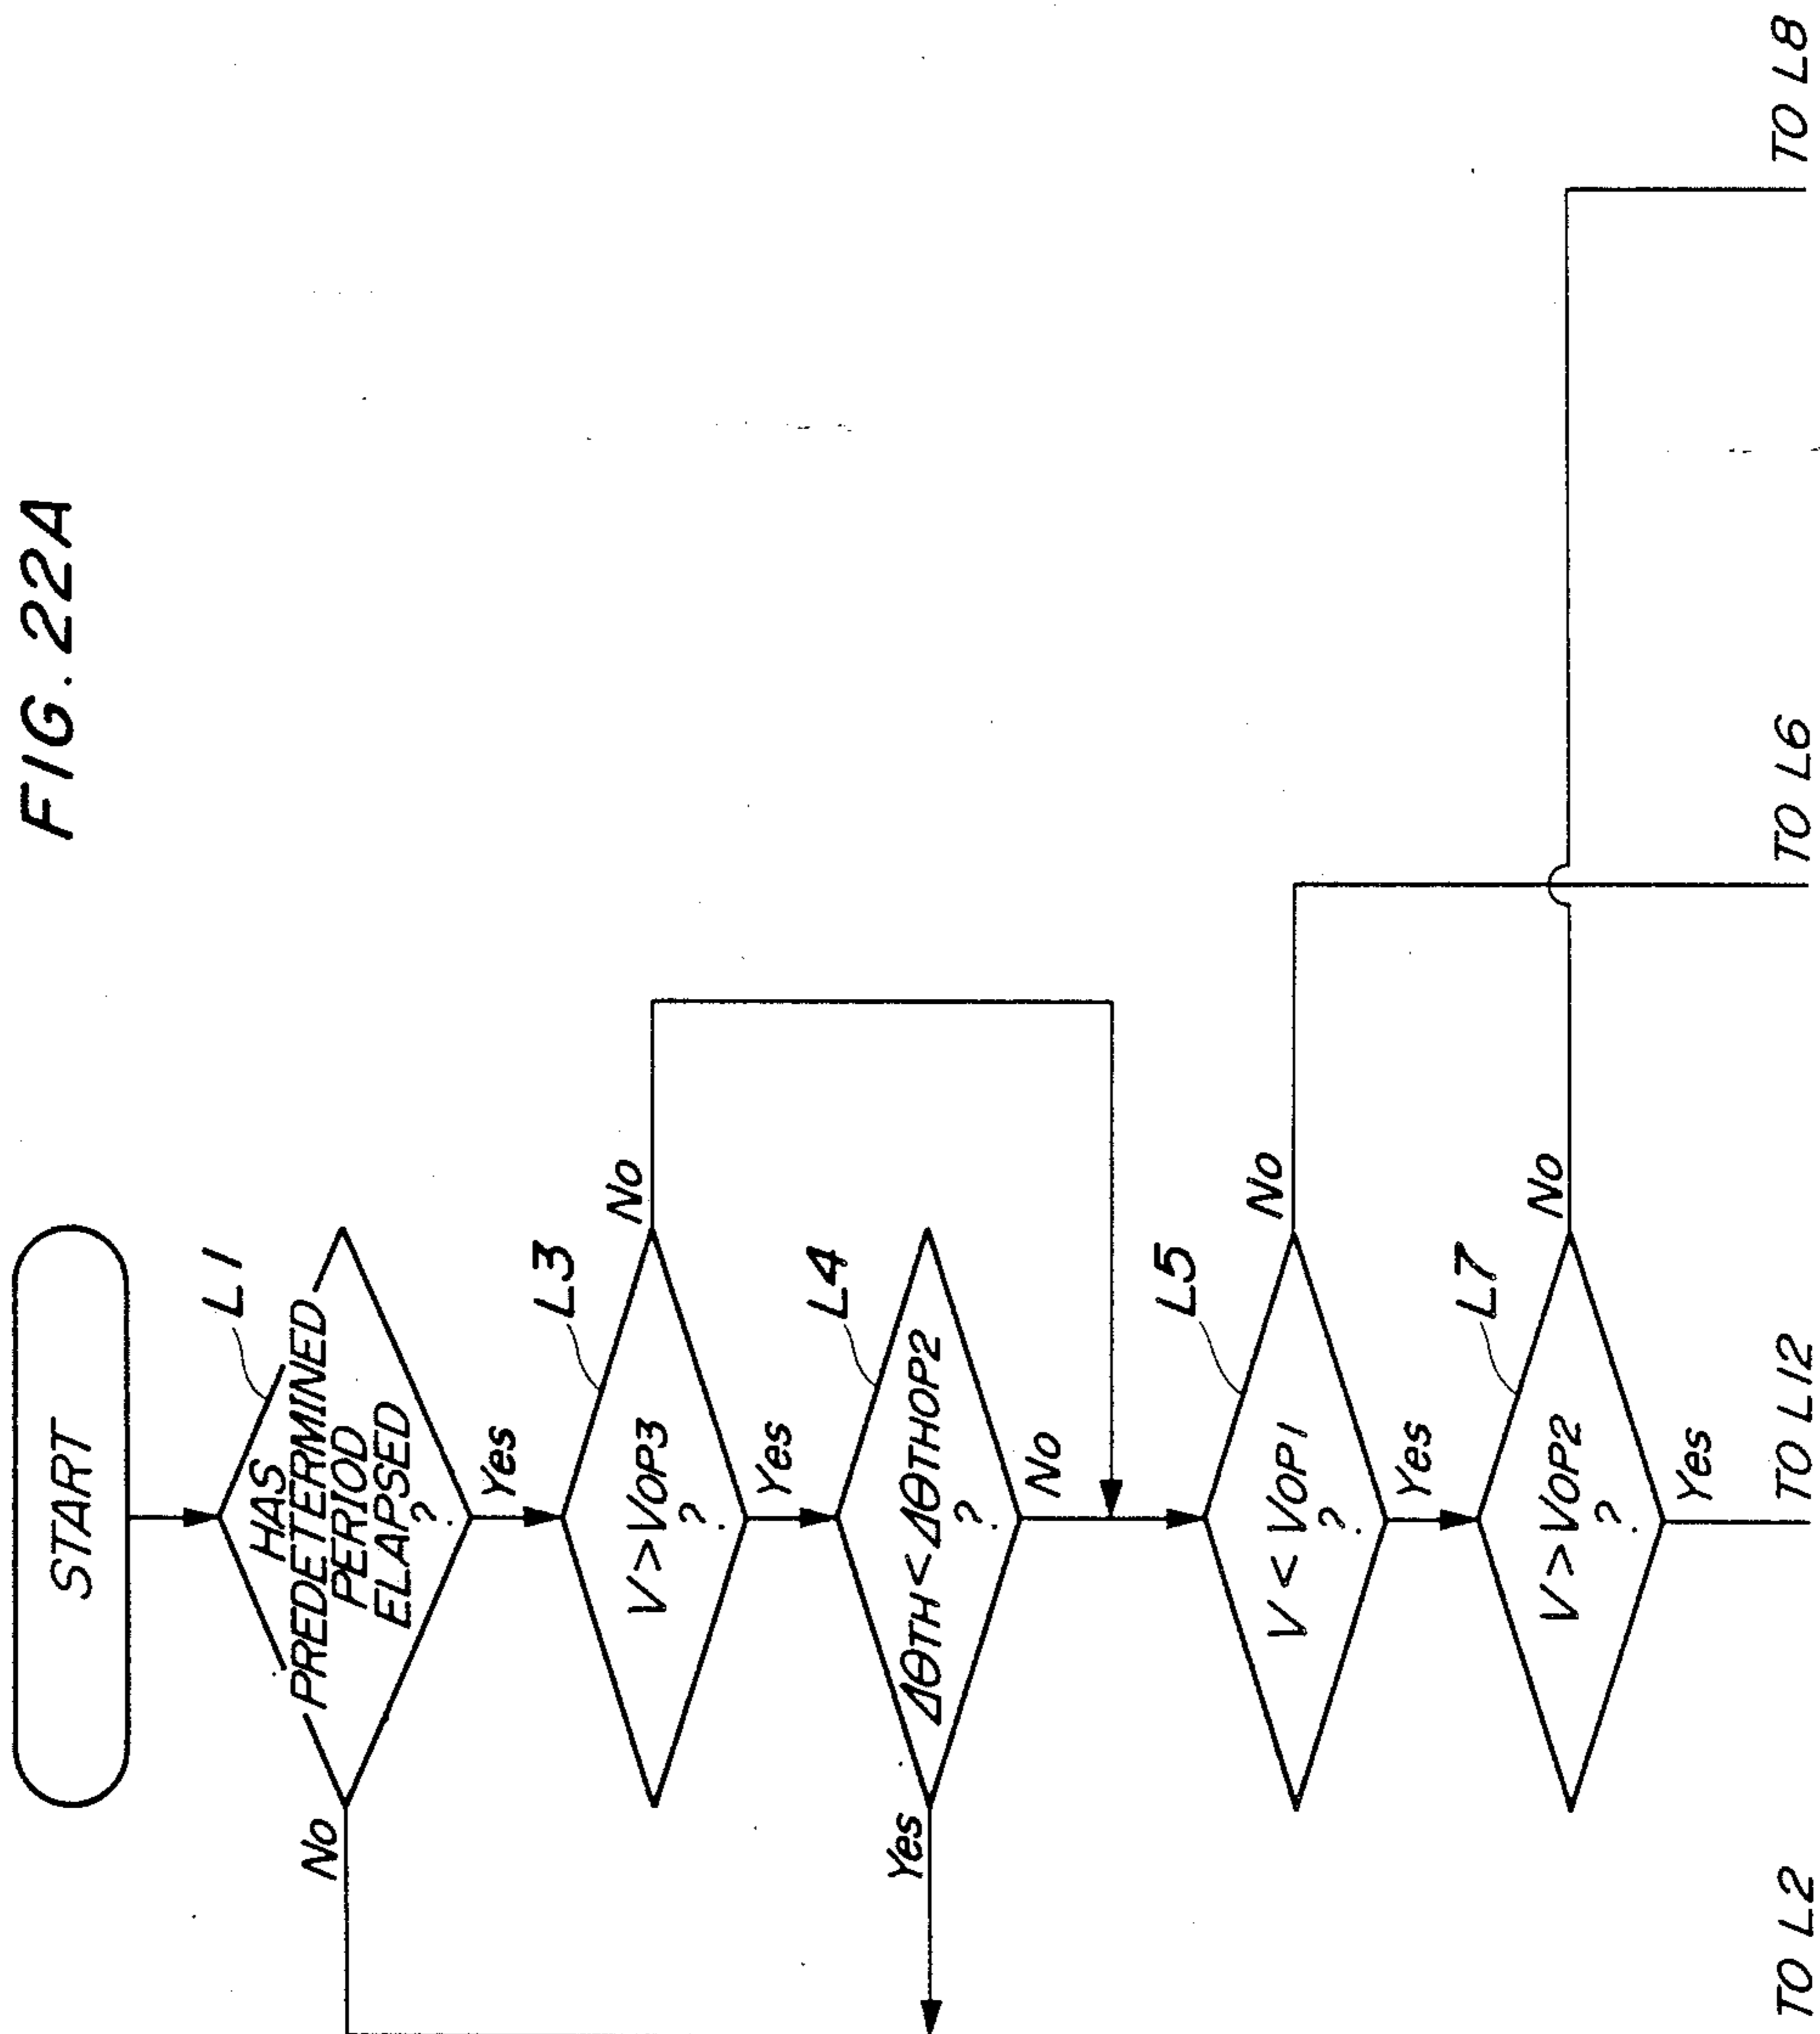 FIG. 22A
START
L1
HAS
PREDETERMINED
PERIOD
ELAPSED
?
No
Yes
L3
V>VOP3
?
No
Yes
L4
ΔθTH<ΔθTHOP2
?
Yes
No
L5
V<VOP1
?
No
Yes
L7
V>VOP2
?
No
Yes
TO L2
TO L12
TO L6
TO L8